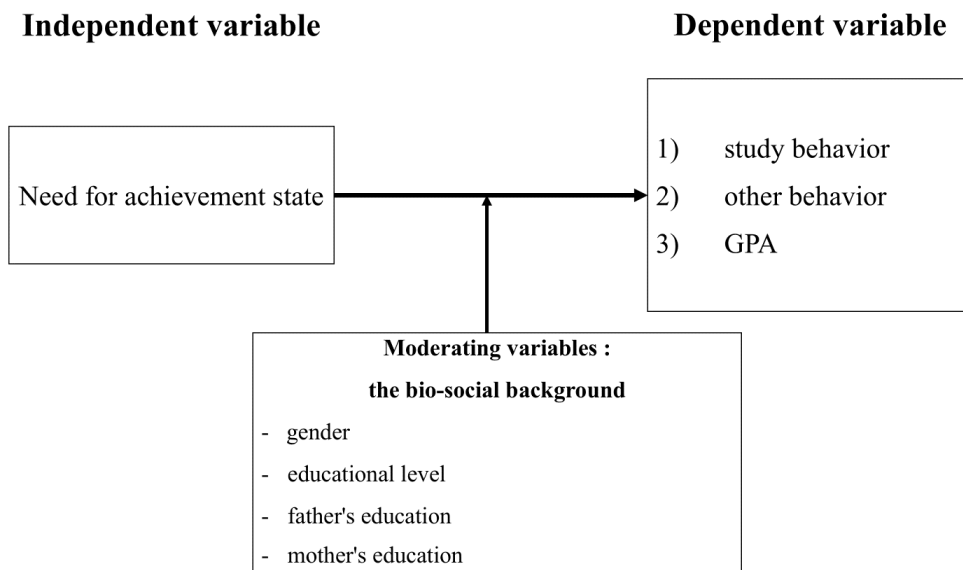 Independent variable
Dependent variable
Need for achievement state
1) study behavior
2) other behavior
3) GPA
Moderating variables :
the bio-social background
- gender
- educational level
- father's education
- mother's education